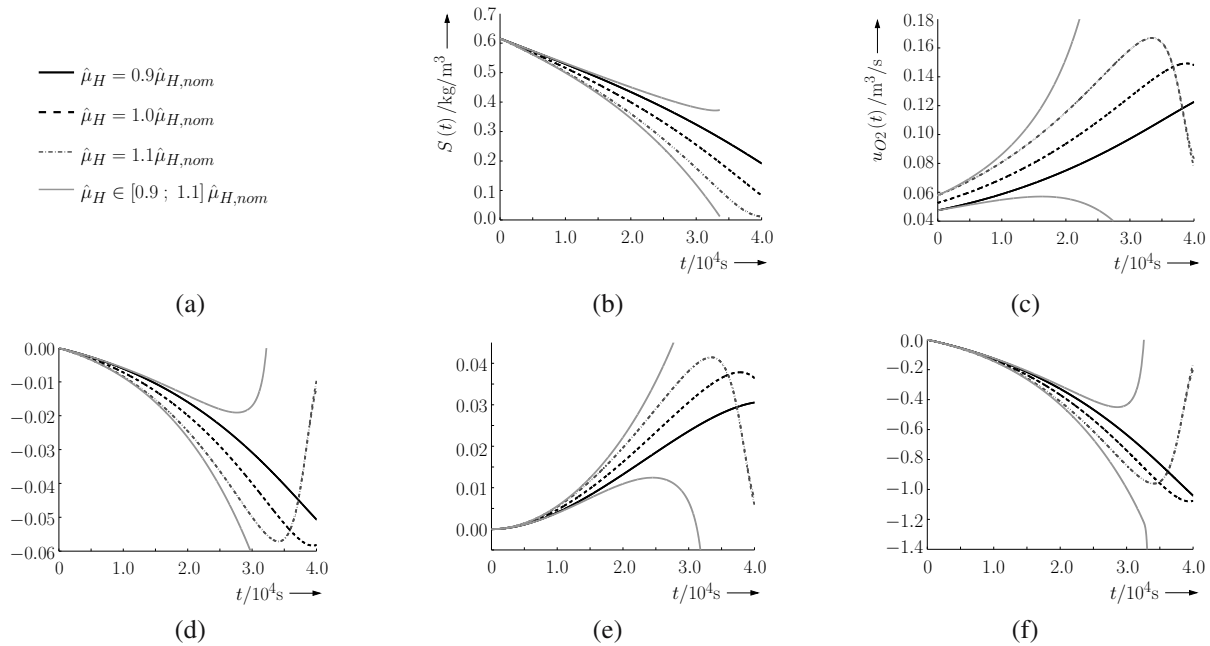 μ̂_H = 0.9μ̂_{H,nom}
μ̂_H = 1.0μ̂_{H,nom}
μ̂_H = 1.1μ̂_{H,nom}
μ̂_H ∈ [0.9 ; 1.1] μ̂_{H,nom}
(a)
S (t) /kg/m³
0.7
0.6
0.5
0.4
0.3
0.2
0.1
0.0
0 1.0 2.0 3.0 4.0
t/10⁴s
(b)
u_{O2}(t) /m³/s
0.18
0.16
0.14
0.12
0.10
0.08
0.06
0.04
0 1.0 2.0 3.0 4.0
t/10⁴s
(c)
0.00
−0.01
−0.02
−0.03
−0.04
−0.05
−0.06
0 1.0 2.0 3.0 4.0
t/10⁴s
(d)
0.04
0.03
0.02
0.01
0.00
0 1.0 2.0 3.0 4.0
t/10⁴s
(e)
0.0
−0.2
−0.4
−0.6
−0.8
−1.0
−1.2
−1.4
0 1.0 2.0 3.0 4.0
t/10⁴s
(f)